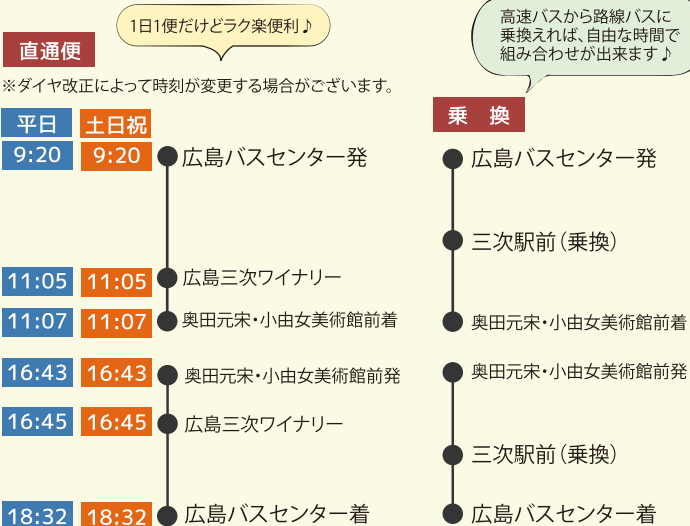 1日1便だけどラク楽便利♪
直通便
※ダイヤ改正によって時刻が変更する場合がございます。
平日 土日祝
9:20 9:20 広島バスセンター発
11:05 11:05 広島三次ワイナリー
11:07 11:07 奥田元宋・小由女美術館前着
16:43 16:43 奥田元宋・小由女美術館前発
16:45 16:45 広島三次ワイナリー
18:32 18:32 広島バスセンター着
高速バスから路線バスに
乗換えれば、自由な時間で
組み合わせが出来ます♪
乗換
広島バスセンター発
三次駅前(乗換)
奥田元宋・小由女美術館前着
奥田元宋・小由女美術館前発
三次駅前(乗換)
広島バスセンター着